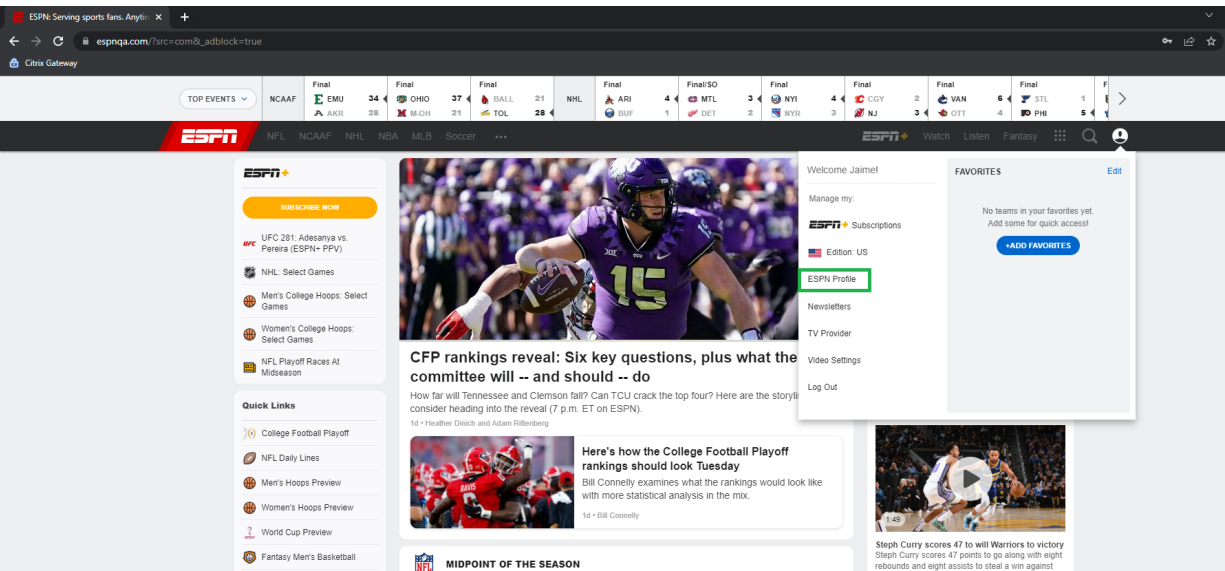 ESPN: Serving sports fans. Anytim
espnqa.com/?src=com&_adblock=true
Citrix Gateway
TOP EVENTS
NCAAF
Final
EMU 34
AKR 28
Final
OHIO 37
M-OH 21
Final
BALL 21
TOL 28
NHL
Final
ARI 4
BUF 1
Final/SO
MTL 3
DET 2
Final
NYI 4
NYR 3
Final
CGY 2
NJ 3
Final
VAN 6
OTT 4
Final
STL 1
PHI 5
F
ESPN NFL NCAAF NHL NBA MLB Soccer ••• ESPN+ Watch Listen Fantasy
ESPN+
SUBSCRIBE NOW
UFC UFC 281: Adesanya vs.
Pereira (ESPN+ PPV)
NHL: Select Games
Men's College Hoops: Select
Games
Women's College Hoops:
Select Games
NFL Playoff Races At
Midseason
Quick Links
College Football Playoff
NFL Daily Lines
Men's Hoops Preview
Women's Hoops Preview
World Cup Preview
Fantasy Men's Basketball
XII TCU
15
CFP rankings reveal: Six key questions, plus what the
committee will -- and should -- do
How far will Tennessee and Clemson fall? Can TCU crack the top four? Here are the storyli
consider heading into the reveal (7 p.m. ET on ESPN).
1d • Heather Dinich and Adam Rittenberg
DAVIS
Here's how the College Football Playoff
rankings should look Tuesday
Bill Connelly examines what the rankings would look like
with more statistical analysis in the mix.
1d • Bill Connelly
NFL MIDPOINT OF THE SEASON
Welcome Jaime!
Manage my:
ESPN+ Subscriptions
Edition: US
ESPN Profile
Newsletters
TV Provider
Video Settings
Log Out
FAVORITES Edit
No teams in your favorites yet.
Add some for quick access!
+ADD FAVORITES
1:49
Steph Curry scores 47 to will Warriors to victory
Steph Curry scores 47 points to go along with eight
rebounds and eight assists to steal a win against